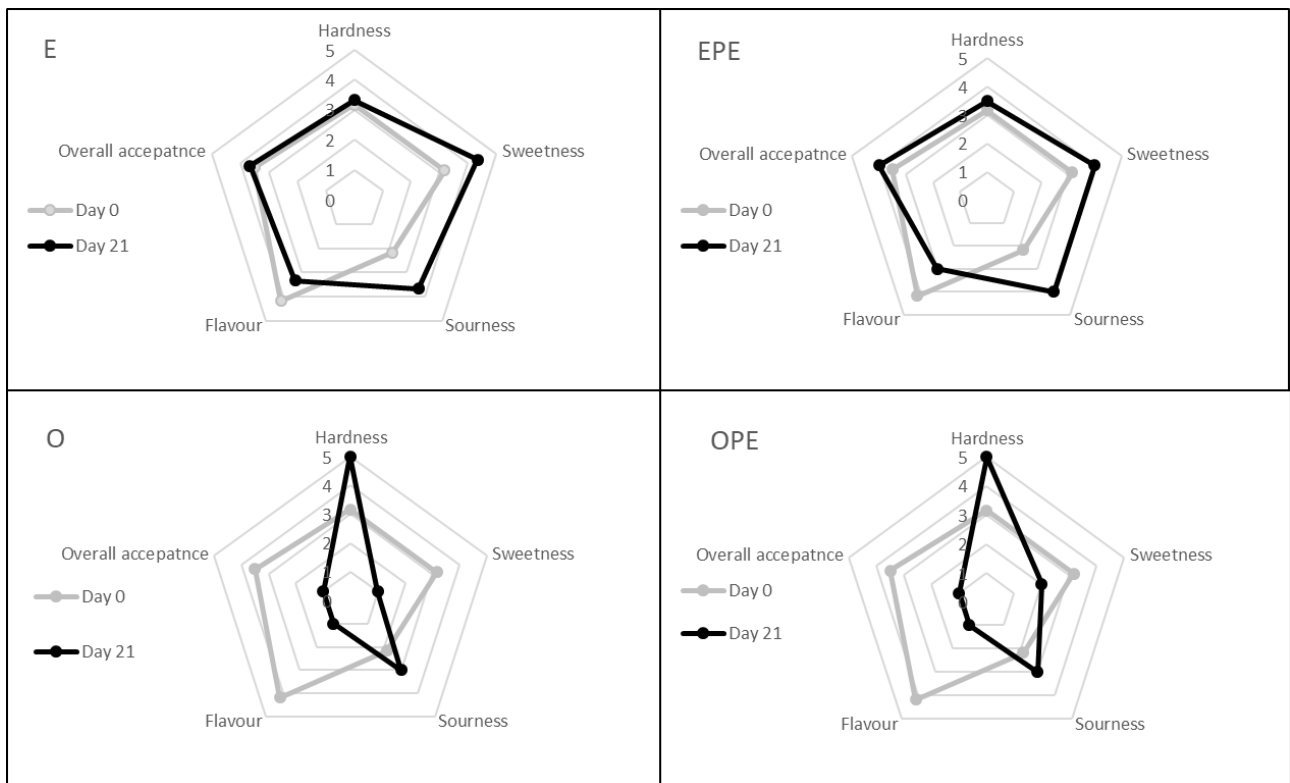 E
Hardness
5
4
3
2
1
0
Sweetness
Sourness
Flavour
Overall accepatnce
Day 0
Day 21
EPE
Hardness
5
4
3
2
1
0
Sweetness
Sourness
Flavour
Overall accepatnce
Day 0
Day 21
O
Hardness
5
4
3
2
1
0
Sweetness
Sourness
Flavour
Overall accepatnce
Day 0
Day 21
OPE
Hardness
5
4
3
2
1
0
Sweetness
Sourness
Flavour
Overall accepatnce
Day 0
Day 21